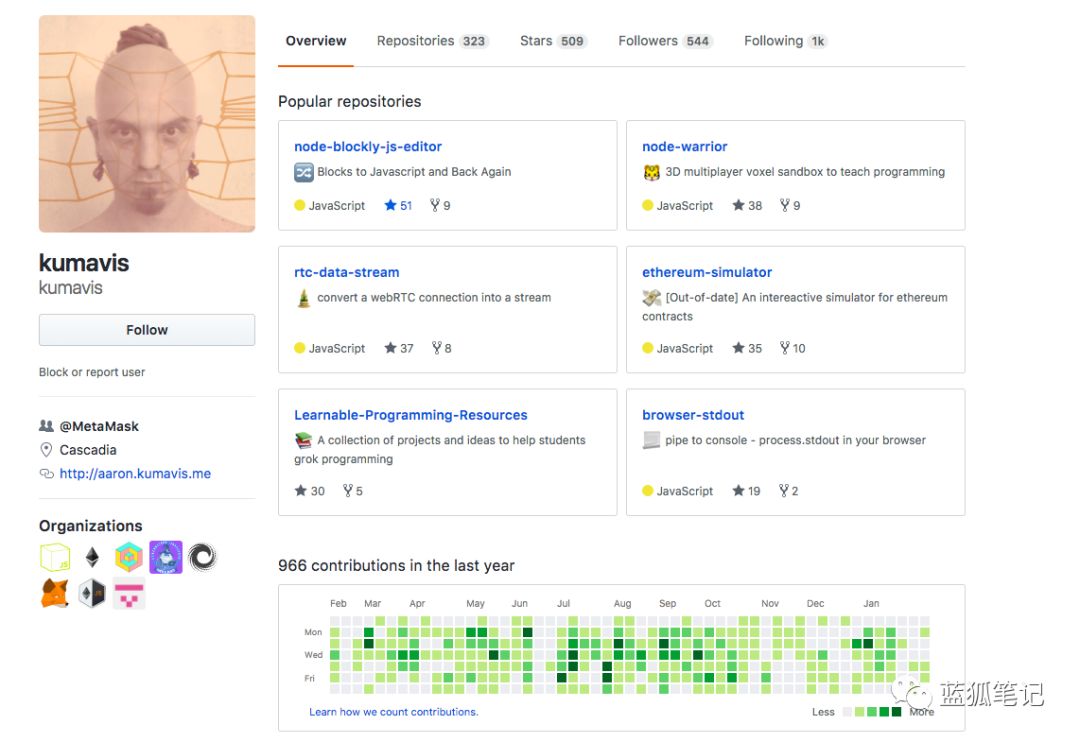 Overview Repositories 323 Stars 509 Followers 544 Following 1k
kumavis
kumavis
Follow
Block or report user
@MetaMask
Cascadia
http://aaron.kumavis.me
Organizations
Popular repositories
node-blockly-js-editor
Blocks to Javascript and Back Again
JavaScript 51 9
node-warrior
3D multiplayer voxel sandbox to teach programming
JavaScript 38 9
rtc-data-stream
convert a webRTC connection into a stream
JavaScript 37 8
ethereum-simulator
[Out-of-date] An intereactive simulator for ethereum
contracts
JavaScript 35 10
Learnable-Programming-Resources
A collection of projects and ideas to help students
grok programming
30 5
browser-stdout
pipe to console - process.stdout in your browser
JavaScript 19 2
966 contributions in the last year
Feb Mar Apr May Jun Jul Aug Sep Oct Nov Dec Jan
Mon
Wed
Fri
Learn how we count contributions.
Less More
蓝狐笔记